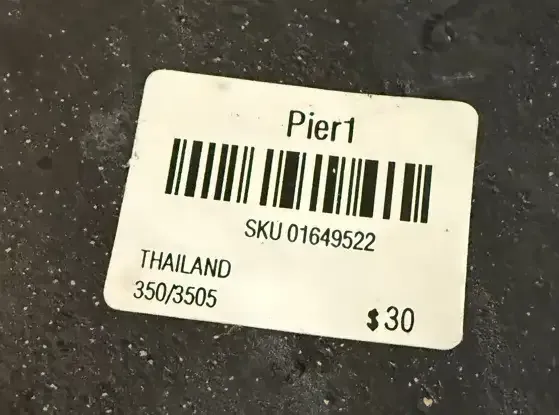 Pier1
SKU 01649522
THAILAND
350/3505
$30